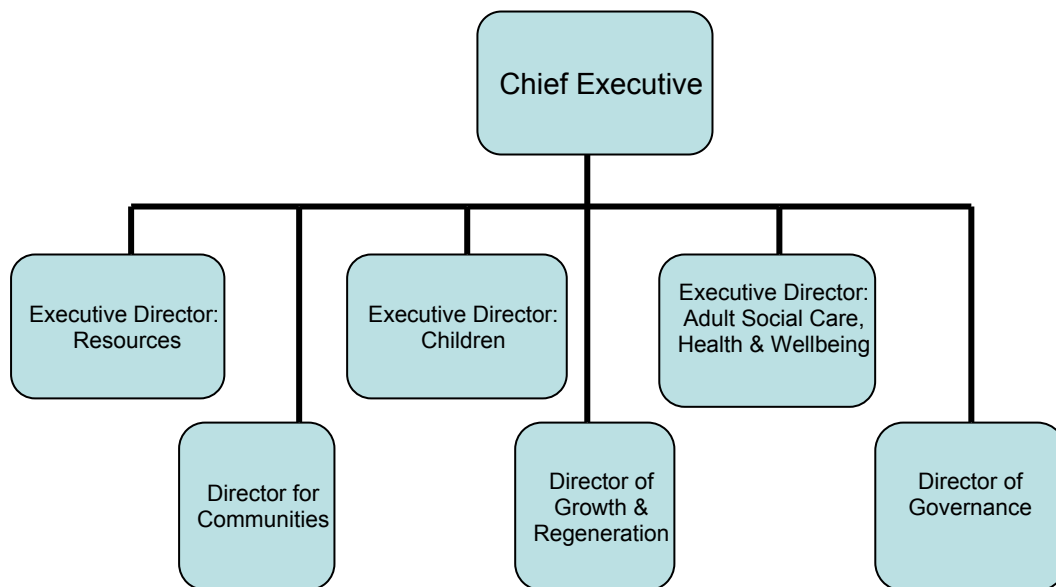 Chief Executive
Executive Director:
Resources
Executive Director:
Children
Executive Director:
Adult Social Care,
Health & Wellbeing
Director for
Communities
Director of
Growth &
Regeneration
Director of
Governance